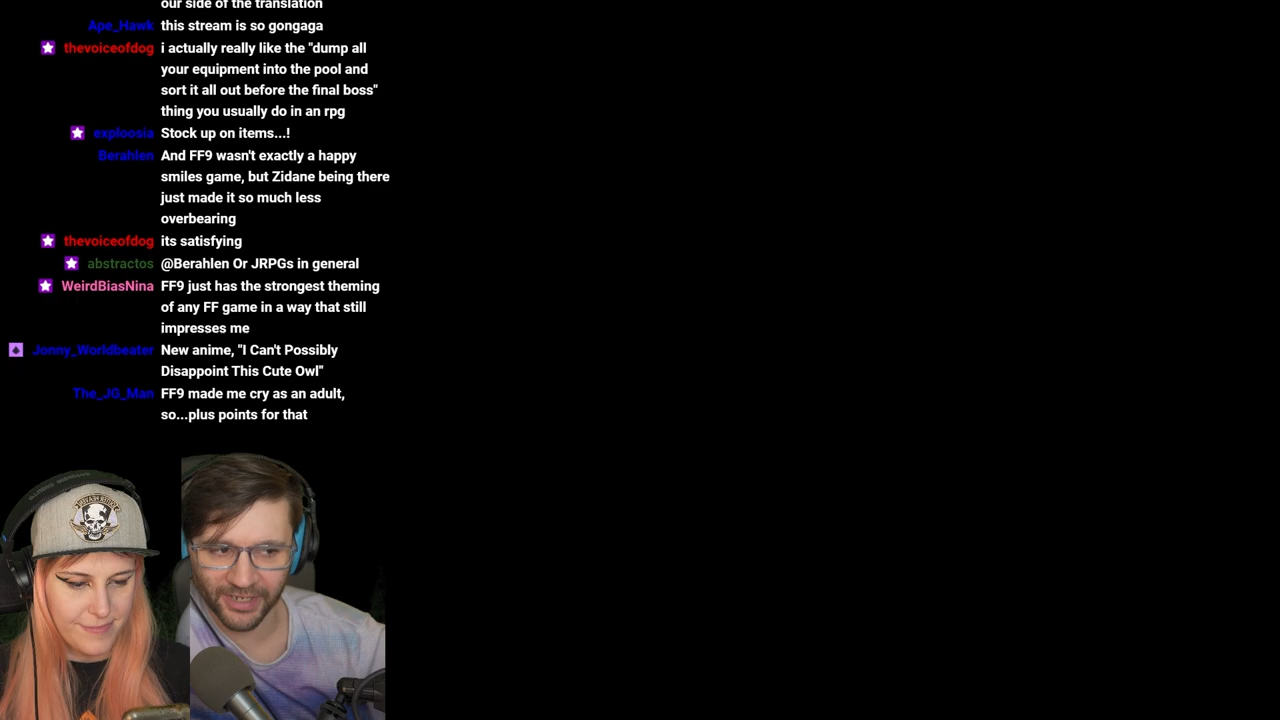 our side of the translation
Ape_Hawk this stream is so gongaga
thevoiceofdog i actually really like the "dump all
your equipment into the pool and
sort it all out before the final boss"
thing you usually do in an rpg
exploosia Stock up on items...!
Berahlen And FF9 wasn't exactly a happy
smiles game, but Zidane being there
just made it so much less
overbearing
thevoiceofdog its satisfying
abstractos @Berahlen Or JRPGs in general
WeirdBiasNina FF9 just has the strongest theming
of any FF game in a way that still
impresses me
Jonny_Worldbeater New anime, "I Can't Possibly
Disappoint This Cute Owl"
The_JG_Man FF9 made me cry as an adult,
so...plus points for that